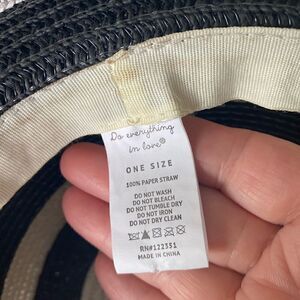 Do everything
in love®
ONE SIZE
100% PAPER STRAW
DO NOT WASH
DO NOT BLEACH
DO NOT TUMBLE DRY
DO NOT IRON
DO NOT DRY CLEAN
RN#122351
MADE IN CHINA